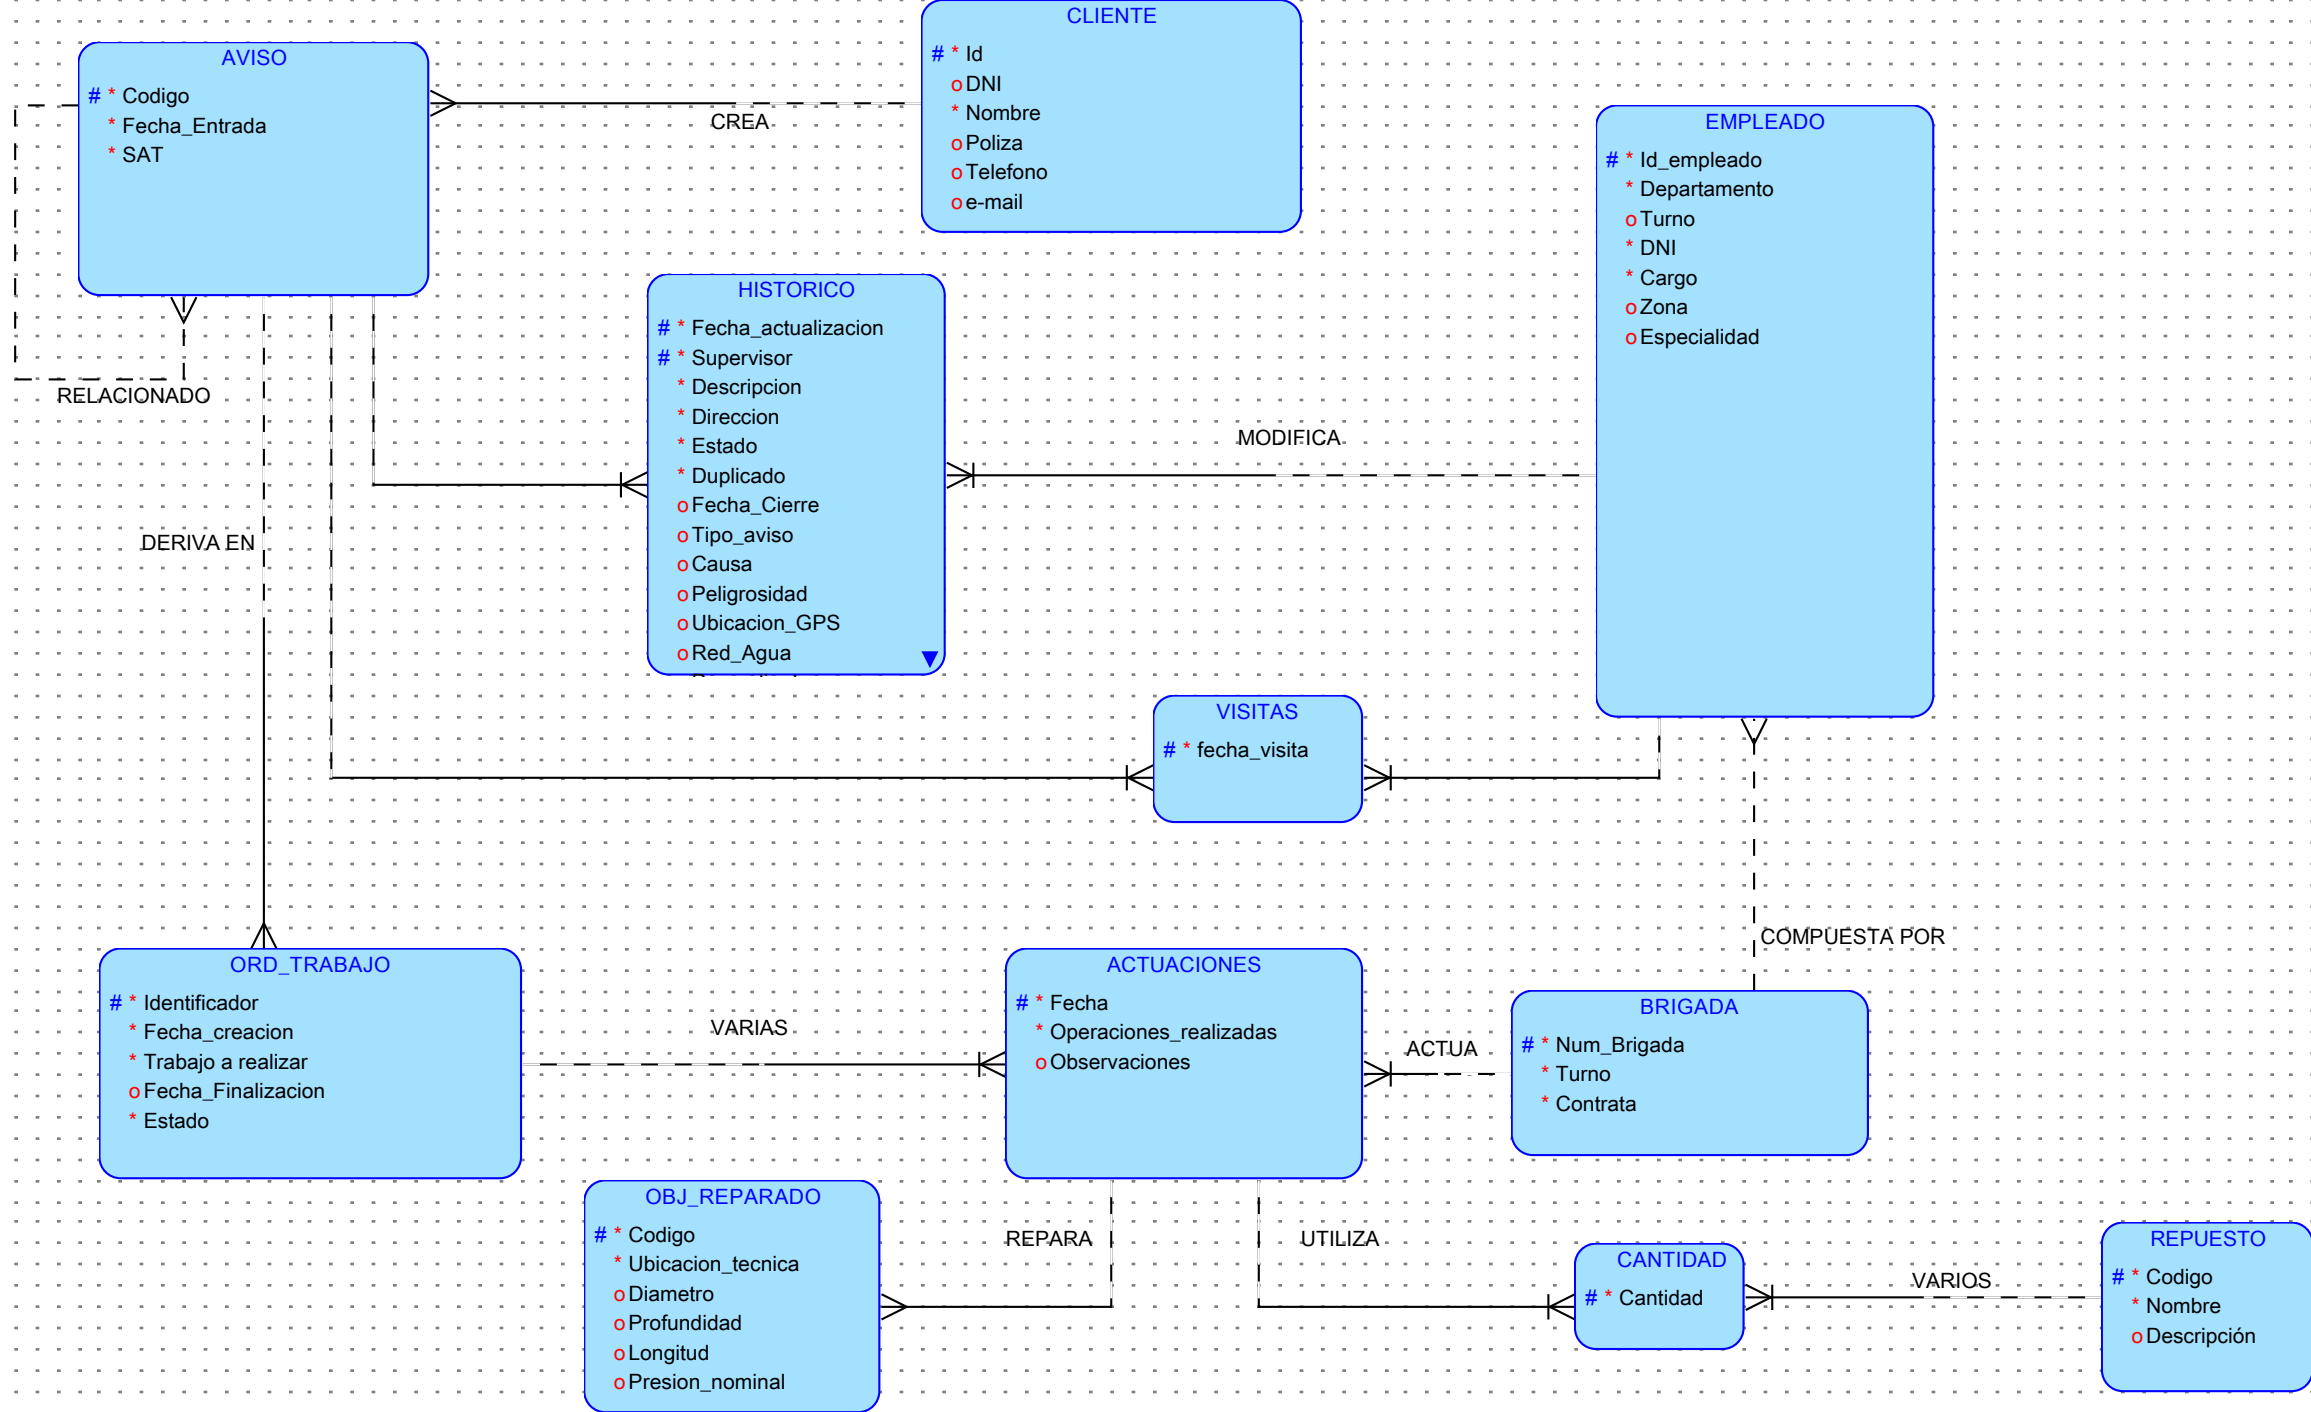 CLIENTE
# * Id
o DNI
* Nombre
o Poliza
o Telefono
o e-mail
AVISO
# * Codigo
* Fecha_Entrada
* SAT
CREA
EMPLEADO
# * Id_empleado
* Departamento
o Turno
* DNI
* Cargo
o Zona
o Especialidad
HISTORICO
# * Fecha_actualizacion
# * Supervisor
* Descripcion
* Direccion
* Estado
* Duplicado
o Fecha_Cierre
o Tipo_aviso
o Causa
o Peligrosidad
o Ubicacion_GPS
o Red_Agua
RELACIONADO
MODIFICA
DERIVA EN
VISITAS
# * fecha_visita
COMPUESTA POR
ORD_TRABAJO
# * Identificador
* Fecha_creacion
* Trabajo a realizar
o Fecha_Finalizacion
* Estado
VARIAS
ACTUACIONES
# * Fecha
* Operaciones_realizadas
o Observaciones
ACTUA
BRIGADA
# * Num_Brigada
* Turno
* Contrata
OBJ_REPARADO
# * Codigo
* Ubicacion_tecnica
o Diametro
o Profundidad
o Longitud
o Presion_nominal
REPARA
UTILIZA
CANTIDAD
# * Cantidad
VARIOS
REPUESTO
# * Codigo
* Nombre
o Descripción